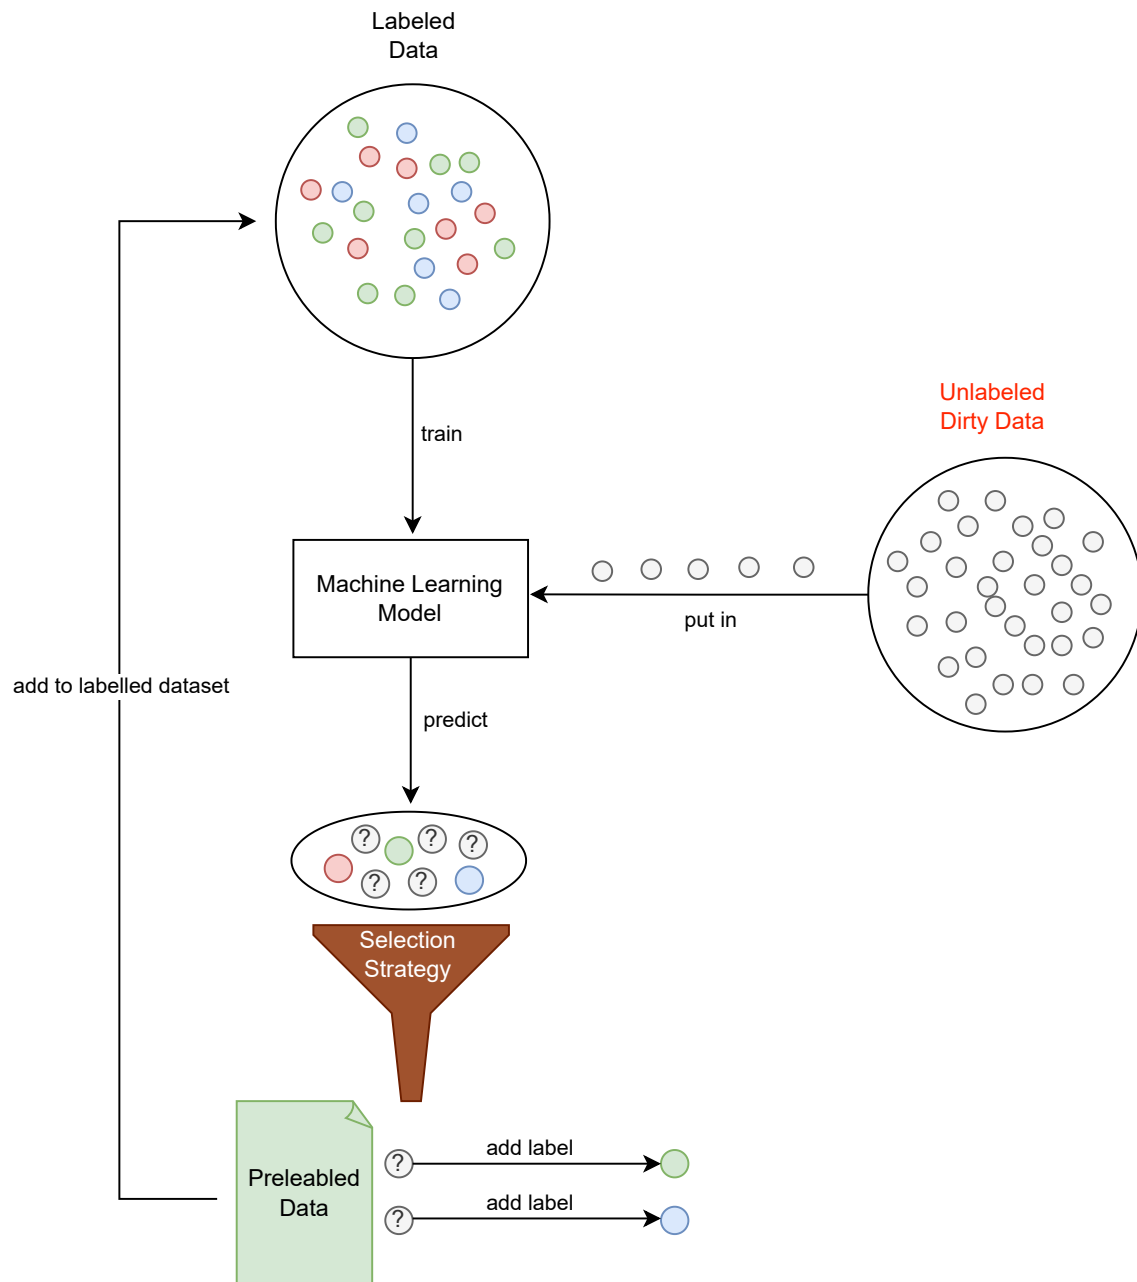 Labeled
Data
train
Unlabeled
Dirty Data
Machine Learning
Model
put in
add to labelled dataset
predict
? ? ?
? ?
Selection
Strategy
Preleabled
Data
? add label
? add label